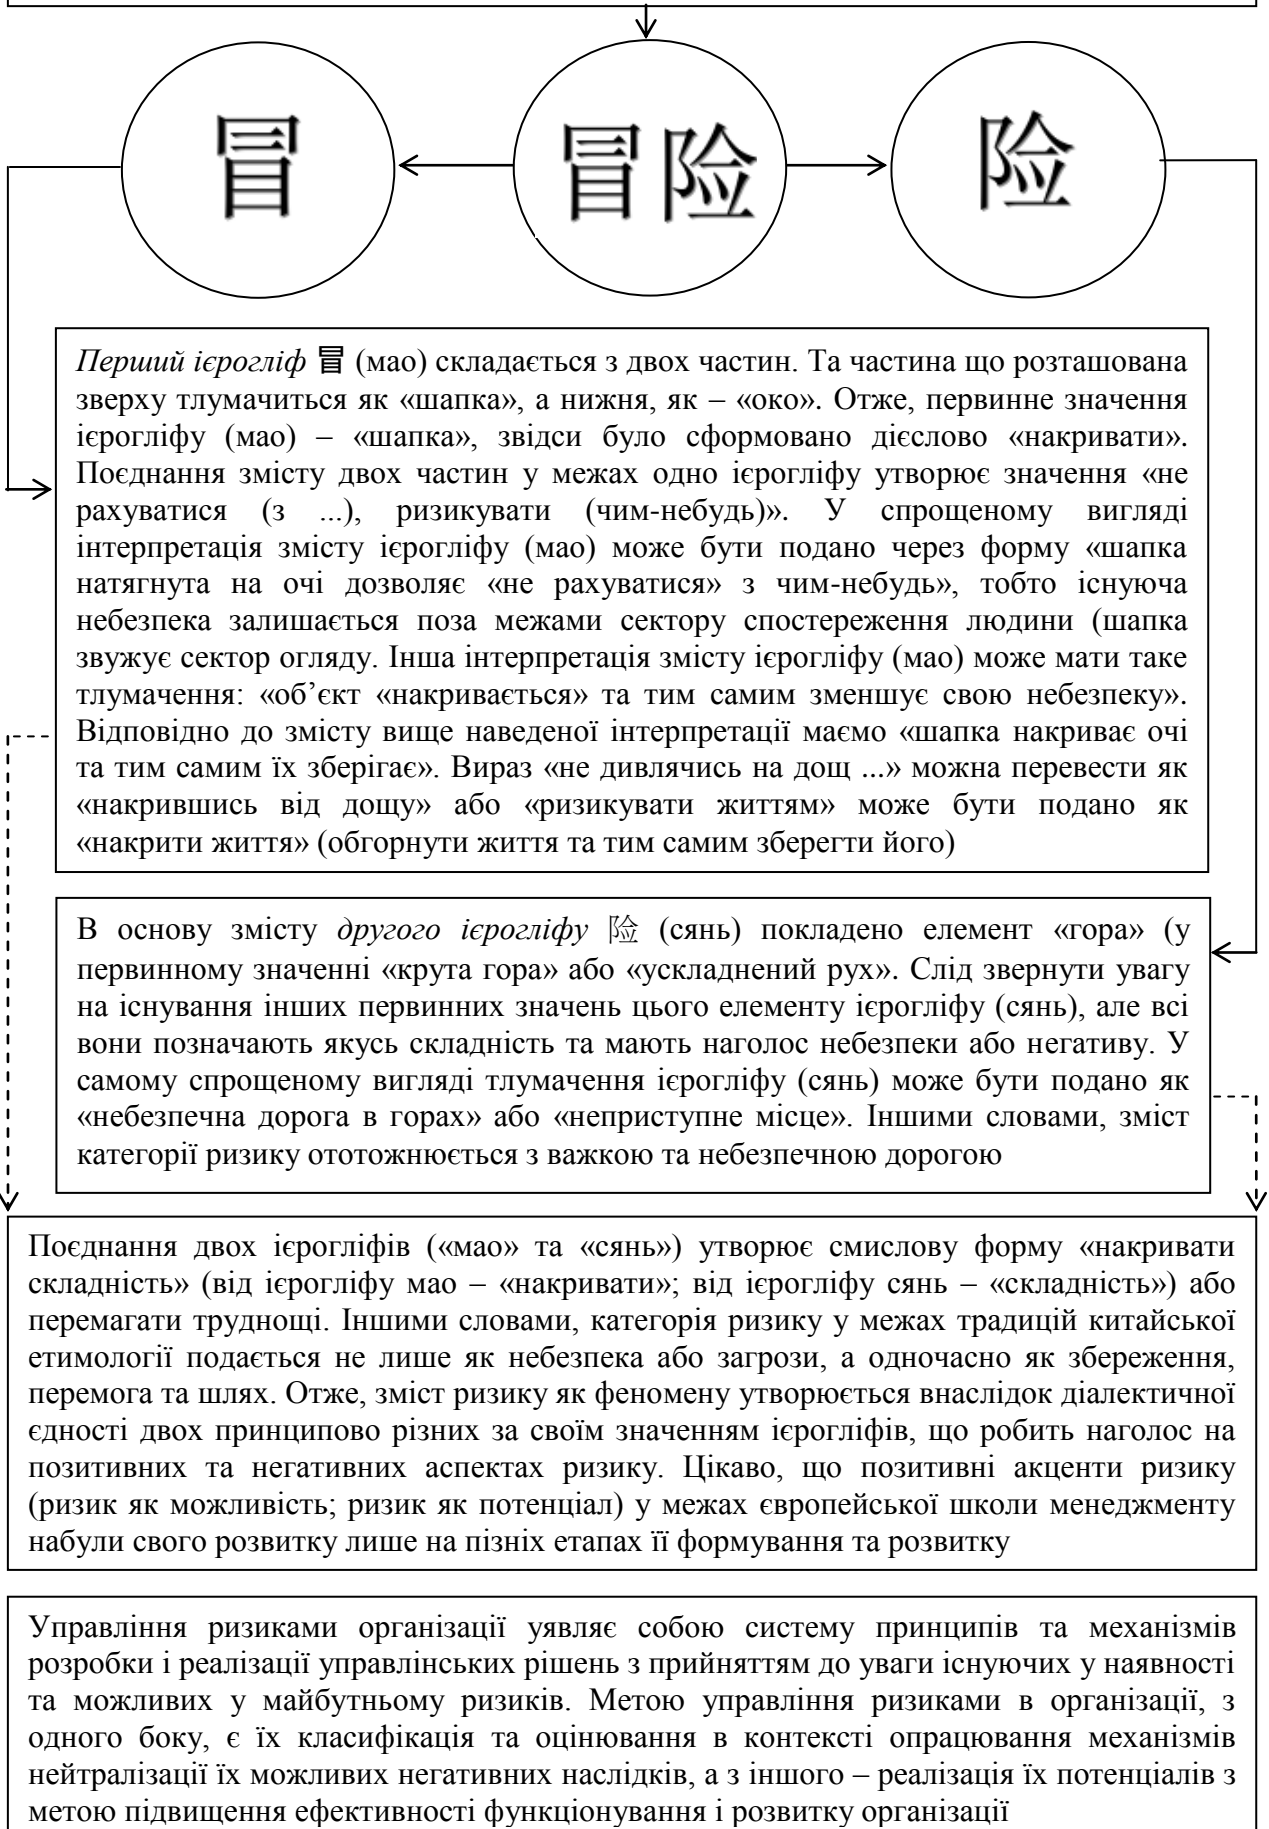 冒
冒险
险
Перший ієрогліф 冒 (мао) складається з двох частин. Та частина що розташована
зверху тлумачиться як «шапка», а нижня, як – «око». Отже, первинне значення
ієрогліфу (мао) – «шапка», звідси було сформовано дієслово «накривати».
Поєднання змісту двох частин у межах одно ієрогліфу утворює значення «не
рахуватися (з ...), ризикувати (чим-небудь)». У спрощеному вигляді
інтерпретація змісту ієрогліфу (мао) може бути подано через форму «шапка
натягнута на очі дозволяє «не рахуватися» з чим-небудь», тобто існуюча
небезпека залишається поза межами сектору спостереження людини (шапка
звужує сектор огляду. Інша інтерпретація змісту ієрогліфу (мао) може мати таке
тлумачення: «об’єкт «накривається» та тим самим зменшує свою небезпеку».
Відповідно до змісту вище наведеної інтерпретації маємо «шапка накриває очі
та тим самим їх зберігає». Вираз «не дивлячись на дощ ...» можна перевести як
«накрившись від дощу» або «ризикувати життям» може бути подано як
«накрити життя» (обгорнути життя та тим самим зберегти його)
В основу змісту другого ієрогліфу 险 (сянь) покладено елемент «гора» (у
первинному значенні «крута гора» або «ускладнений рух». Слід звернути увагу
на існування інших первинних значень цього елементу ієрогліфу (сянь), але всі
вони позначають якусь складність та мають наголос небезпеки або негативу. У
самому спрощеному вигляді тлумачення ієрогліфу (сянь) може бути подано як
«небезпечна дорога в горах» або «неприступне місце». Іншими словами, зміст
категорії ризику ототожнюється з важкою та небезпечною дорогою
Поєднання двох ієрогліфів («мао» та «сянь») утворює смислову форму «накривати
складність» (від ієрогліфу мао – «накривати»; від ієрогліфу сянь – «складність») або
перемагати труднощі. Іншими словами, категорія ризику у межах традицій китайської
етимології подається не лише як небезпека або загрози, а одночасно як збереження,
перемога та шлях. Отже, зміст ризику як феномену утворюється внаслідок діалектичної
єдності двох принципово різних за своїм значенням ієрогліфів, що робить наголос на
позитивних та негативних аспектах ризику. Цікаво, що позитивні акценти ризику
(ризик як можливість; ризик як потенціал) у межах європейської школи менеджменту
набули свого розвитку лише на пізніх етапах її формування та розвитку
Управління ризиками організації уявляє собою систему принципів та механізмів
розробки і реалізації управлінських рішень з прийняттям до уваги існуючих у наявності
та можливих у майбутньому ризиків. Метою управління ризиками в організації, з
одного боку, є їх класифікація та оцінювання в контексті опрацювання механізмів
нейтралізації їх можливих негативних наслідків, а з іншого – реалізація їх потенціалів з
метою підвищення ефективності функціонування і розвитку організації